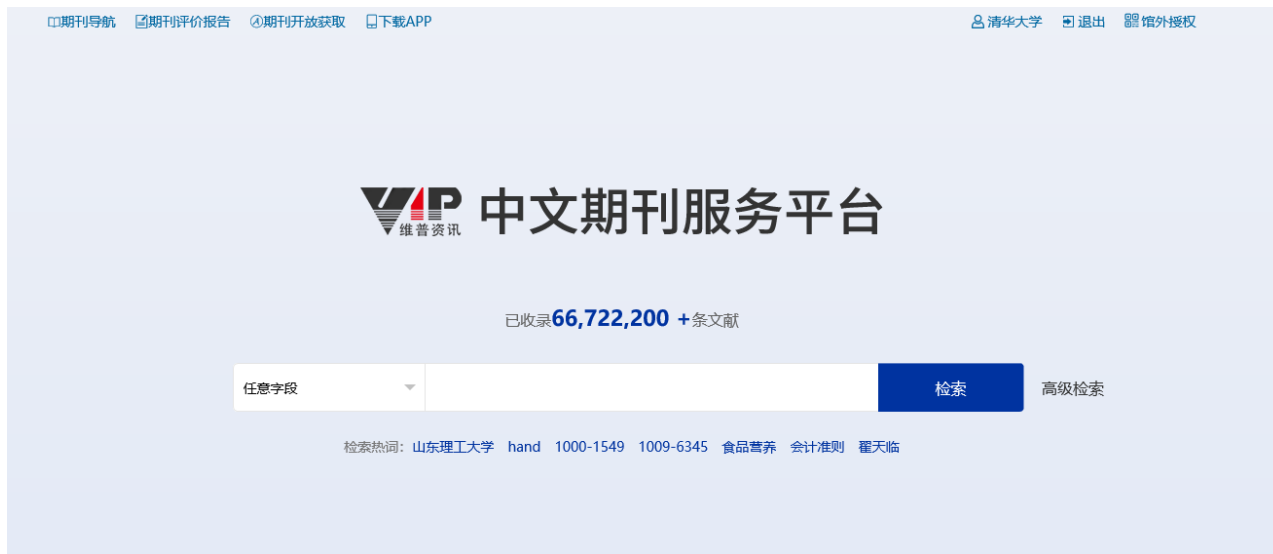 期刊导航 期刊评价报告 期刊开放获取 下载APP 清华大学 退出 馆外授权
VIP 中文期刊服务平台
维普资讯
已收录66,722,200 +条文献
任意字段 检索 高级检索
检索热词：山东理工大学 hand 1000-1549 1009-6345 食品营养 会计准则 翟天临